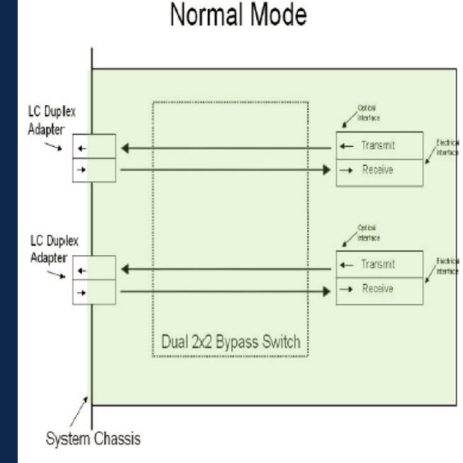 Normal Mode
LC Duplex
Adapter
Optical
Interface
Transmit
Receive
Electrical
Interface
LC Duplex
Adapter
Optical
Interface
Transmit
Receive
Electrical
Interface
Dual 2x2 Bypass Switch
System Chassis